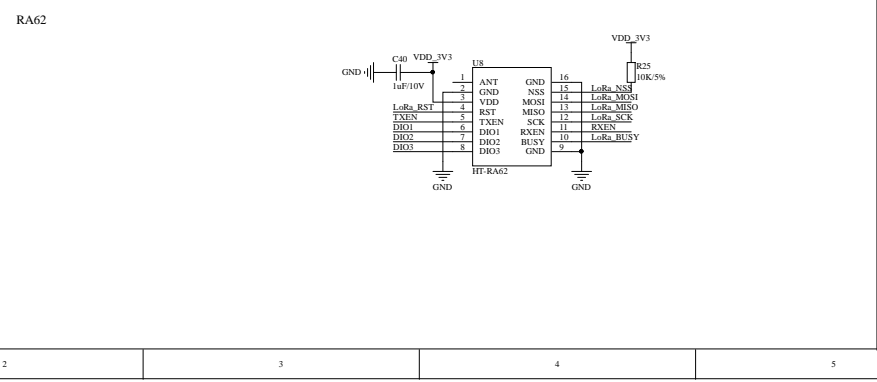 RA62
VDD_3V3
C40 VDD_3V3
U8
R25
GND
10K/5%
1uF/10V
1 ANT GND 16
2 GND NSS 15 LoRa_NSS
3 VDD MOSI 14 LoRa_MOSI
LoRa_RST 4 RST MISO 13 LoRa_MISO
TXEN 5 TXEN SCK 12 LoRa_SCK
DIO1 6 DIO1 RXEN 11 RXEN
DIO2 7 DIO2 BUSY 10 LoRa_BUSY
DIO3 8 DIO3 GND 9
HT-RA62
GND GND
2 3 4 5